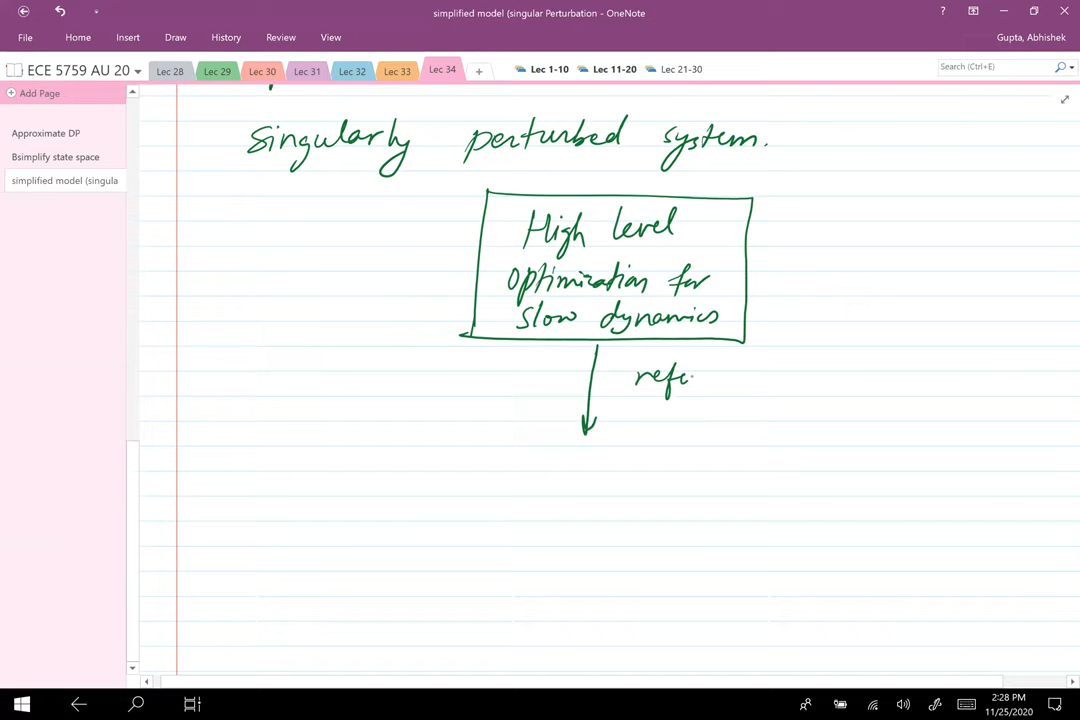 simplified model (singular Perturbation - OneNote
File Home Insert Draw History Review View
Gupta, Abhishek
ECE 5759 AU 20
Lec 28 Lec 29 Lec 30 Lec 31 Lec 32 Lec 33 Lec 34
Lec 1-10 Lec 11-20 Lec 21-30
Search (Ctrl+E)
Add Page
Approximate DP
Bsimplify state space
simplified model (singula
singularly perturbed system.
High level
optimization for
slow dynamics
refe
2:28 PM
11/25/2020